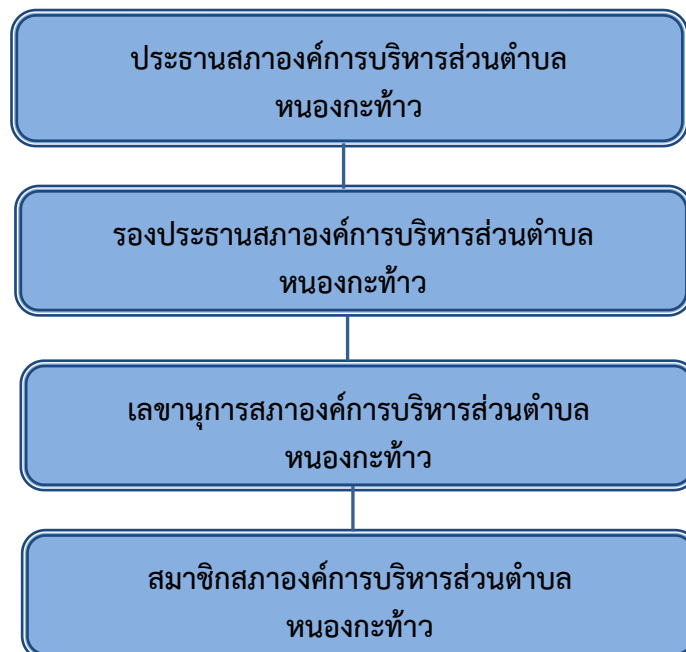 ประธานสภาองค์การบริหารส่วนตำบล
หนองกะท้าว
รองประธานสภาองค์การบริหารส่วนตำบล
หนองกะท้าว
เลขานุการสภาองค์การบริหารส่วนตำบล
หนองกะท้าว
สมาชิกสภาองค์การบริหารส่วนตำบล
หนองกะท้าว